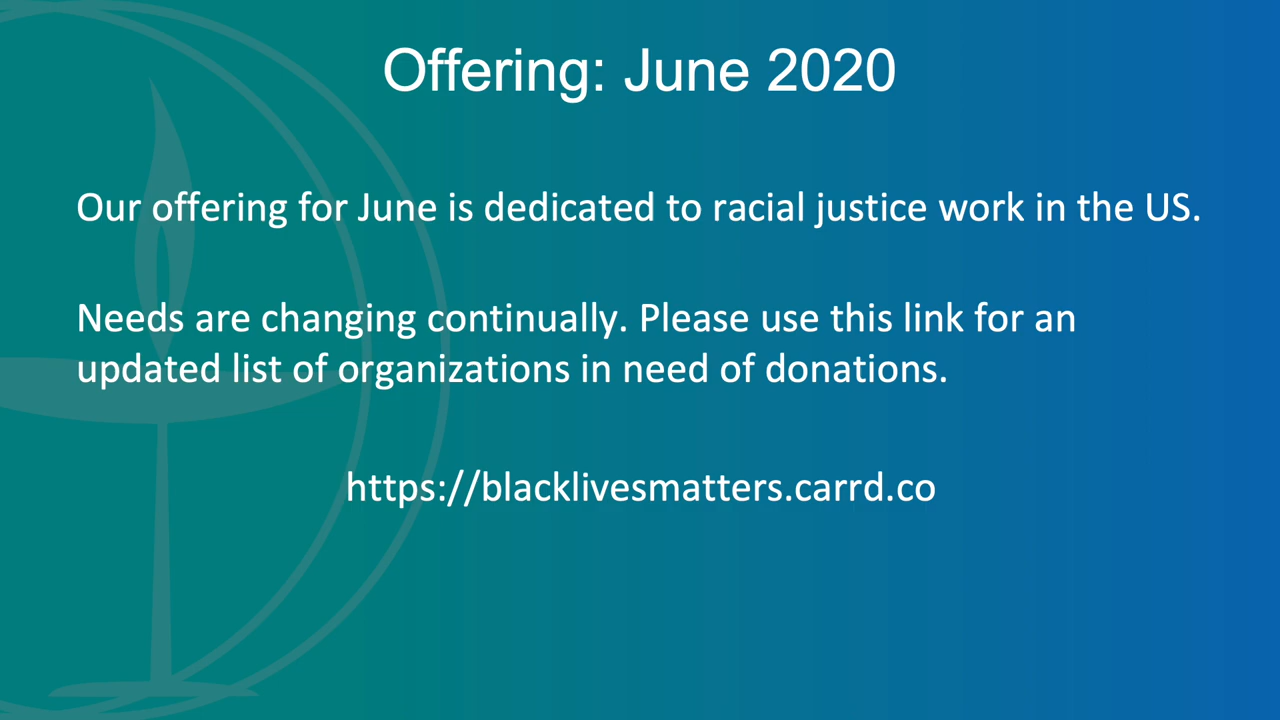 Offering: June 2020
Our offering for June is dedicated to racial justice work in the US.
Needs are changing continually. Please use this link for an
updated list of organizations in need of donations.
https://blacklivesmatters.carrd.co